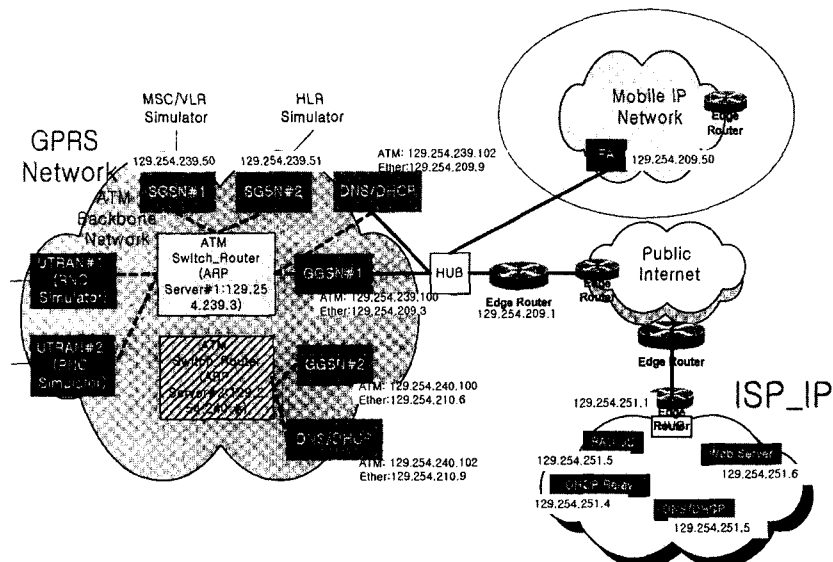 MSC/VLR
Simulator
HLR
Simulator
GPRS
Network
129.254.239.50
129.254.239.51
ATM: 129.254.239.102
Ether:129.254.209.9
SGSN#1
SGSN#2
DNS/DHCP
ATM
Backbone
Network
UTRAN#1
(RNC
Simulator)
ATM
Switch_Router
(ARP
Server#1:129.25
4.239.3)
GGSN#1
ATM: 129.254.239.100
Ether:129.254.209.3
UTRAN#2
(RNC
Simulator)
ATM
Switch_Router
(ARP
GGSN#2
ATM: 129.254.240.100
Ether:129.254.210.6
DNS/DHCP
ATM: 129.254.240.102
Ether:129.254.210.9
HUB
Edge Router
129.254.209.1
Mobile IP
Network
Edge
Router
FA
129.254.209.50
Public
Internet
Edge
Router
Edge Router
129.254.251.1
Edge
Router
ISP_IP
129.254.251.5
Web Server
129.254.251.6
DHCP Relay
129.254.251.4
DNS/DHCP
129.254.251.5